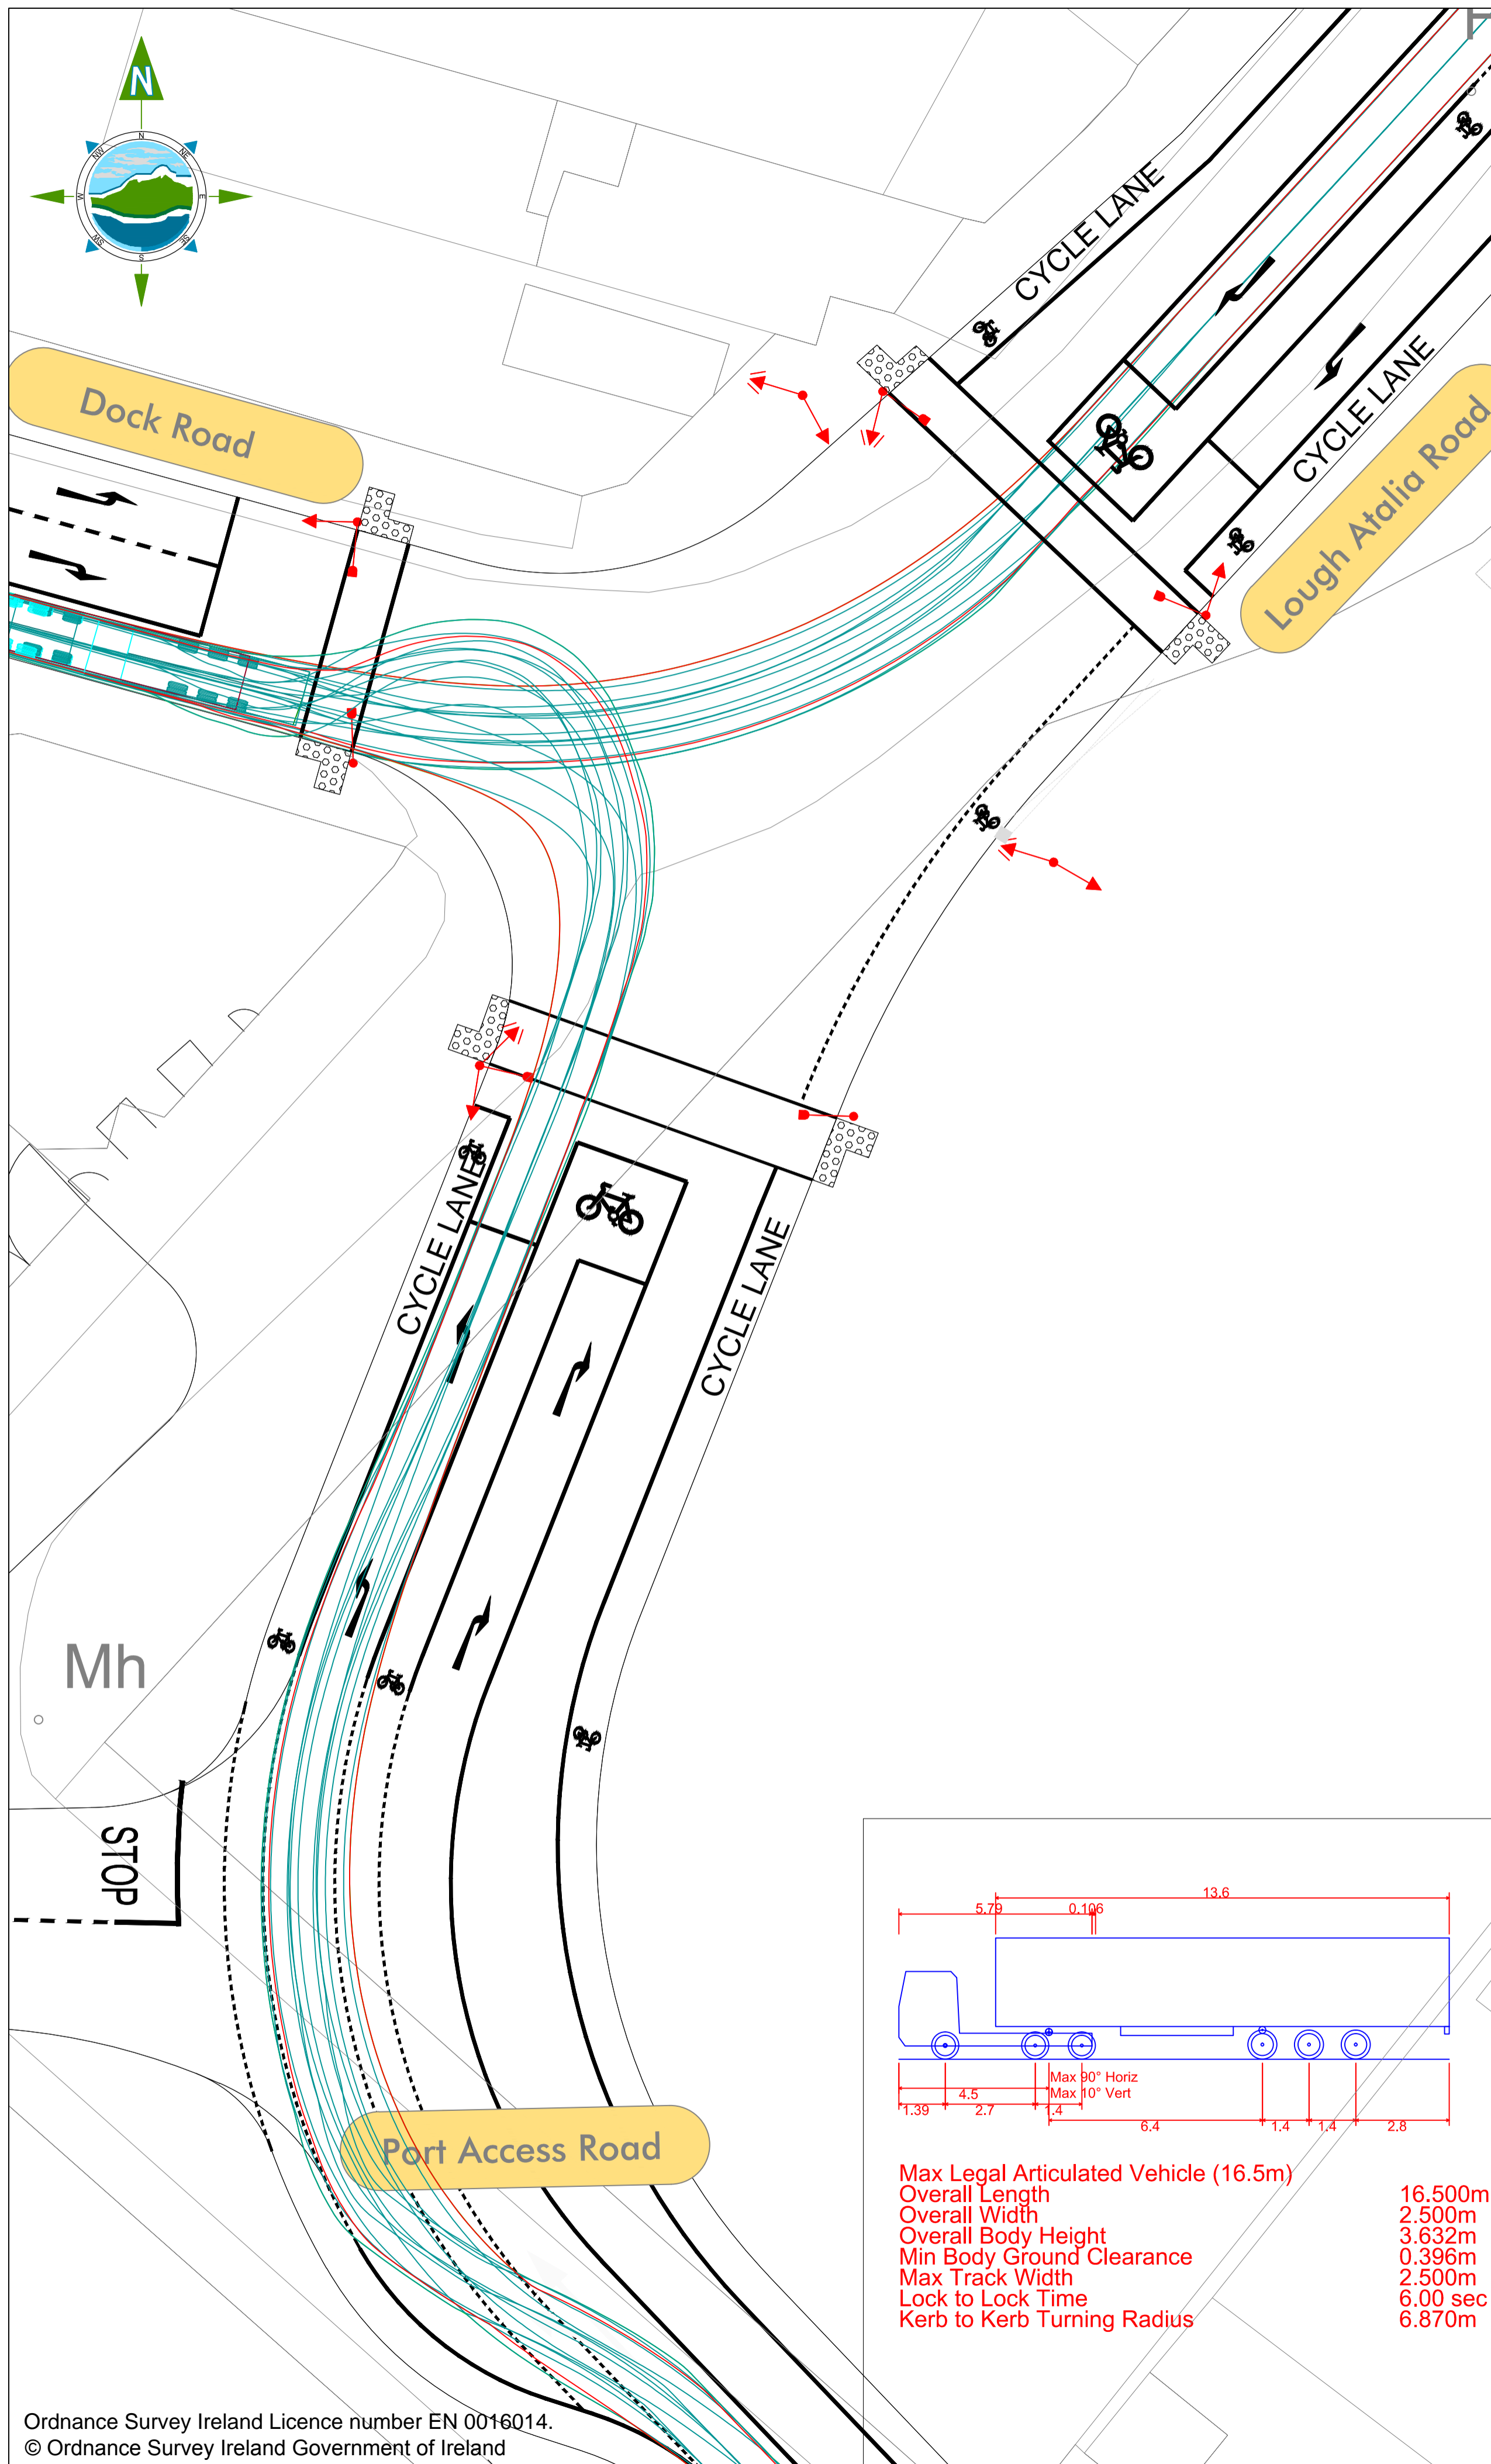 N
N
NW
NE
W
E
SW
SE
S
CYCLE LANE
Dock Road
CYCLE LANE
Lough Atalia Road
CYCLE LANE
CYCLE LANE
Mh
STOP
Port Access Road
13.6
5.79
0.106
Max 90° Horiz
Max 10° Vert
4.5
1.39
2.7
1.4
6.4
1.4
1.4
2.8
Max Legal Articulated Vehicle (16.5m)
Overall Length 16.500m
Overall Width 2.500m
Overall Body Height 3.632m
Min Body Ground Clearance 0.396m
Max Track Width 2.500m
Lock to Lock Time 6.00 sec
Kerb to Kerb Turning Radius 6.870m
Ordnance Survey Ireland Licence number EN 0016014.
© Ordnance Survey Ireland Government of Ireland